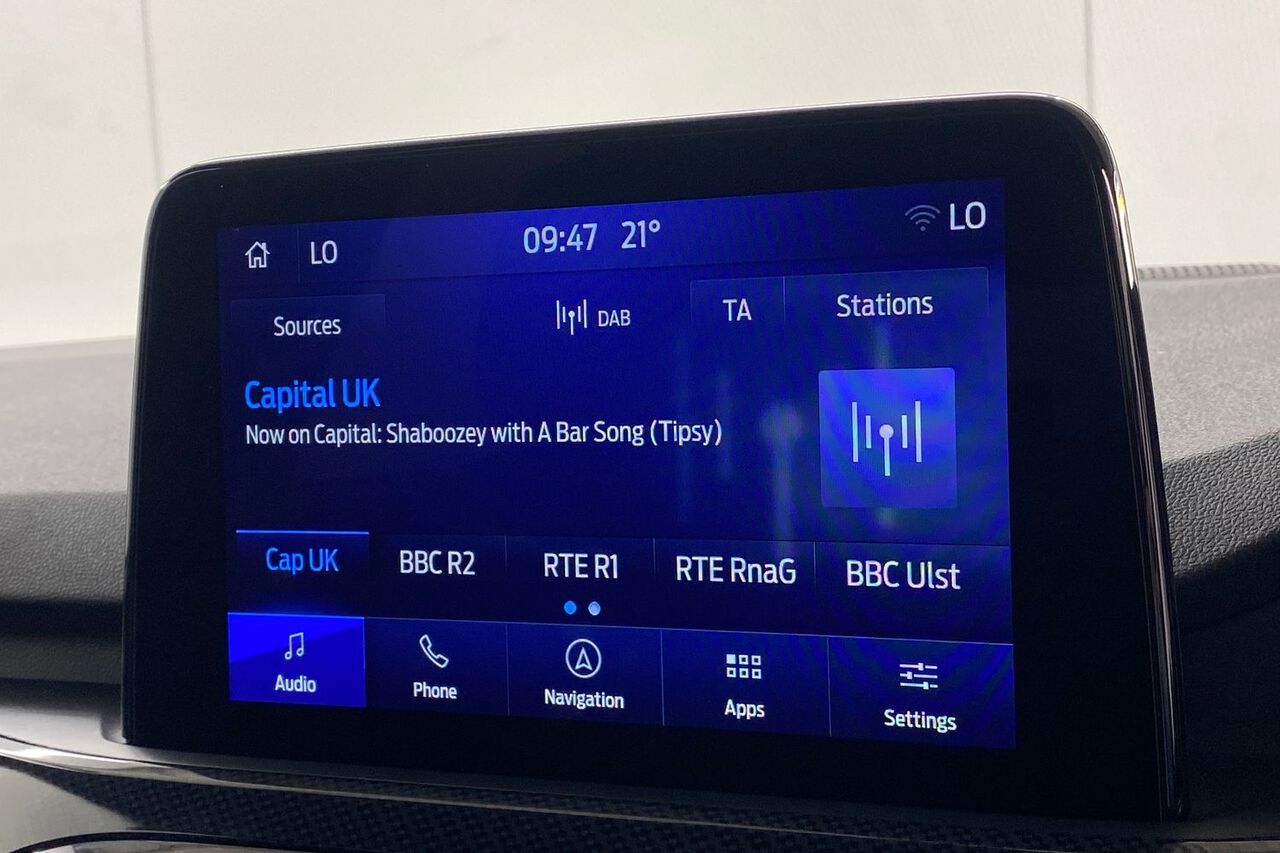 LO 09:47 21° LO
Sources DAB TA Stations
Capital UK
Now on Capital: Shaboozey with A Bar Song (Tipsy)
Cap UK BBC R2 RTE R1 RTE RnaG BBC Ulst
Audio Phone Navigation Apps Settings